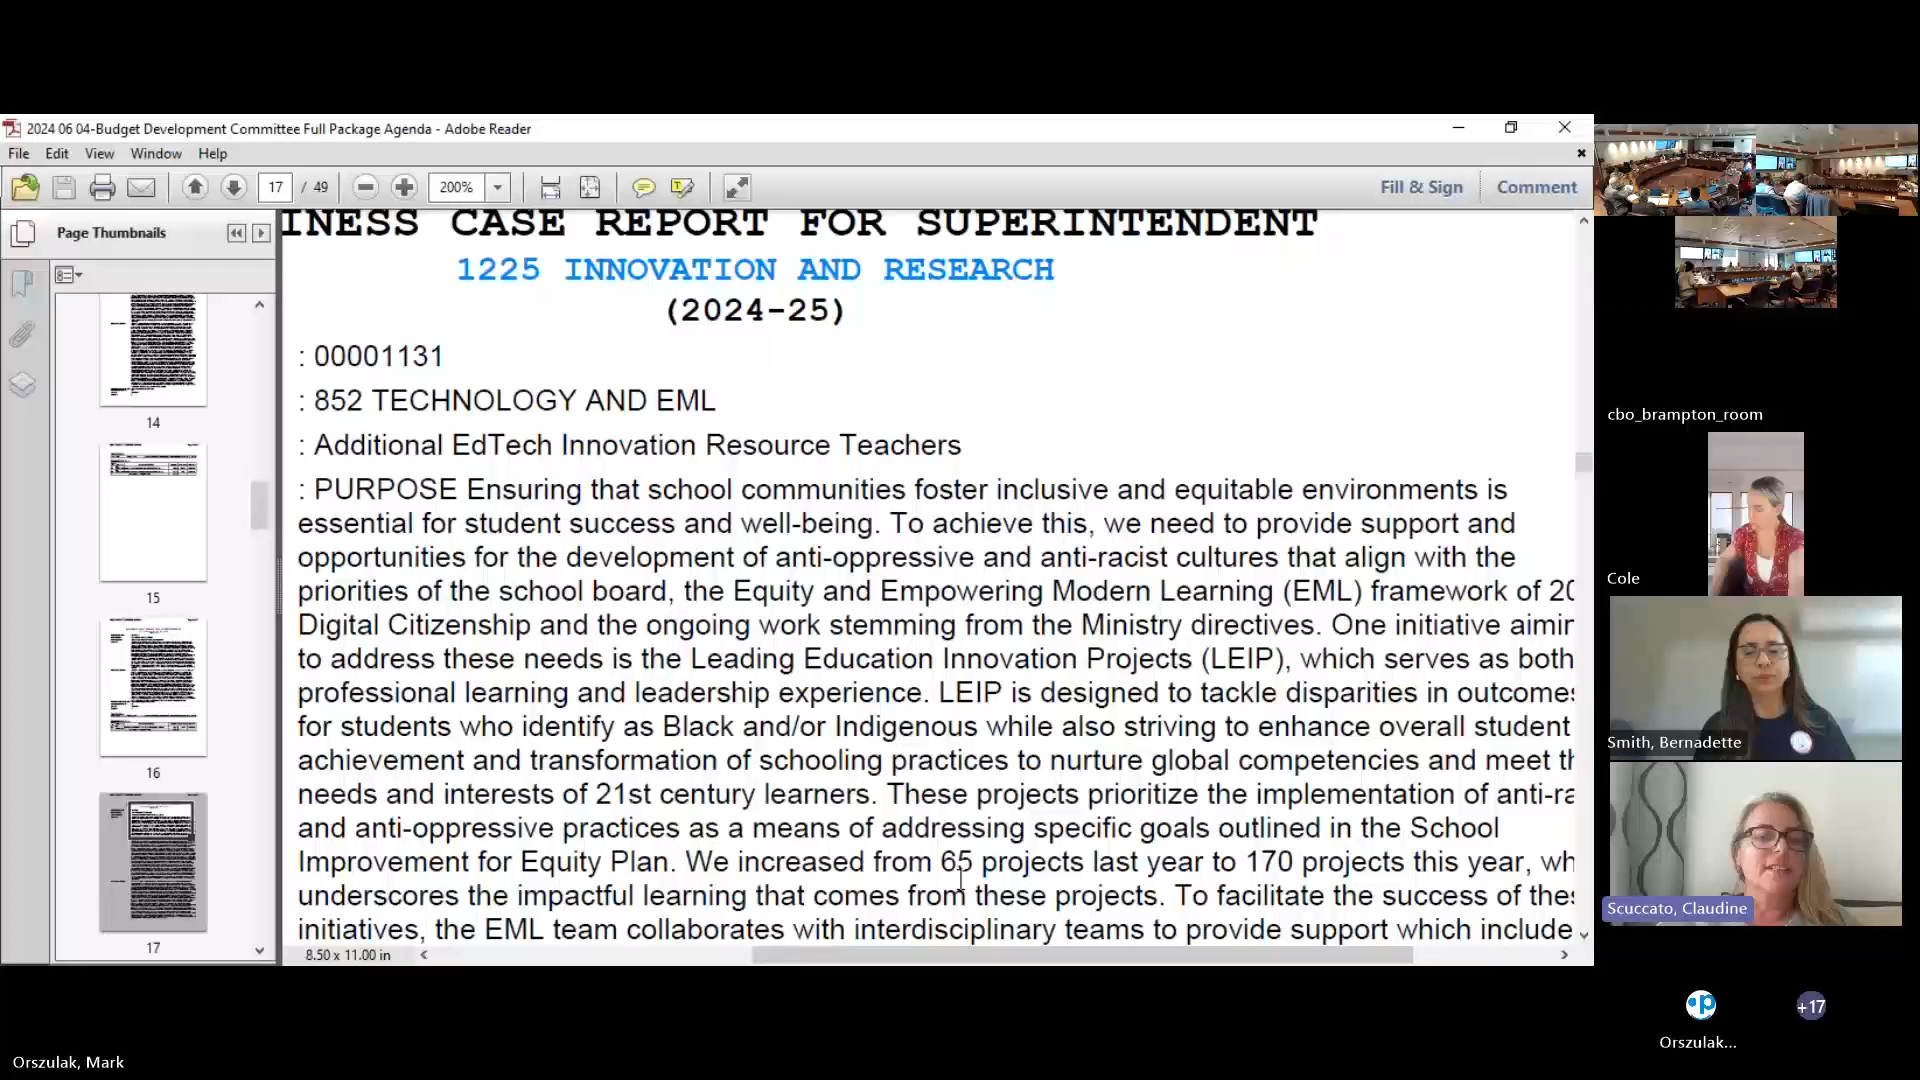 2024 06 04-Budget Development Committee Full Package Agenda - Adobe Reader
File Edit View Window Help
17 / 49
200%
Fill & Sign
Comment
Page Thumbnails
14
15
16
17
INESS CASE REPORT FOR SUPERINTENDENT
1225 INNOVATION AND RESEARCH
(2024-25)
: 00001131
: 852 TECHNOLOGY AND EML
: Additional EdTech Innovation Resource Teachers
: PURPOSE Ensuring that school communities foster inclusive and equitable environments is
essential for student success and well-being. To achieve this, we need to provide support and
opportunities for the development of anti-oppressive and anti-racist cultures that align with the
priorities of the school board, the Equity and Empowering Modern Learning (EML) framework of 20
Digital Citizenship and the ongoing work stemming from the Ministry directives. One initiative aimin
to address these needs is the Leading Education Innovation Projects (LEIP), which serves as both
professional learning and leadership experience. LEIP is designed to tackle disparities in outcomes
for students who identify as Black and/or Indigenous while also striving to enhance overall student
achievement and transformation of schooling practices to nurture global competencies and meet th
needs and interests of 21st century learners. These projects prioritize the implementation of anti-ra
and anti-oppressive practices as a means of addressing specific goals outlined in the School
Improvement for Equity Plan. We increased from 65 projects last year to 170 projects this year, wh
underscores the impactful learning that comes from these projects. To facilitate the success of thes
initiatives, the EML team collaborates with interdisciplinary teams to provide support which include
8.50 x 11.00 in
cbo_brampton_room
Cole
Smith, Bernadette
Scuccato, Claudine
p
+17
Orszulak...
Orszulak, Mark